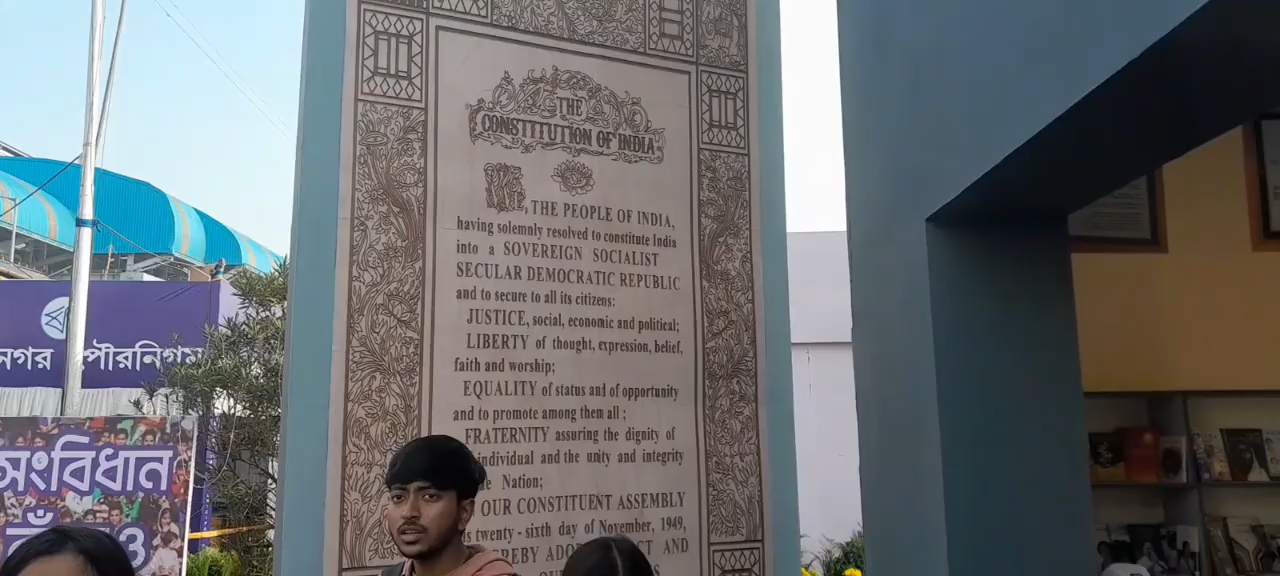 THE
CONSTITUTION OF INDIA
WE, THE PEOPLE OF INDIA,
having solemnly resolved to constitute India
into a SOVEREIGN SOCIALIST
SECULAR DEMOCRATIC REPUBLIC
and to secure to all its citizens:
JUSTICE, social, economic and political;
LIBERTY of thought, expression, belief,
faith and worship;
EQUALITY of status and of opportunity
and to promote among them all ;
FRATERNITY assuring the dignity of
individual and the unity and integrity
Nation;
OUR CONSTITUENT ASSEMBLY
twenty - sixth day of November, 1949,
AND
নগর পৌরনিগম
সংবিধান